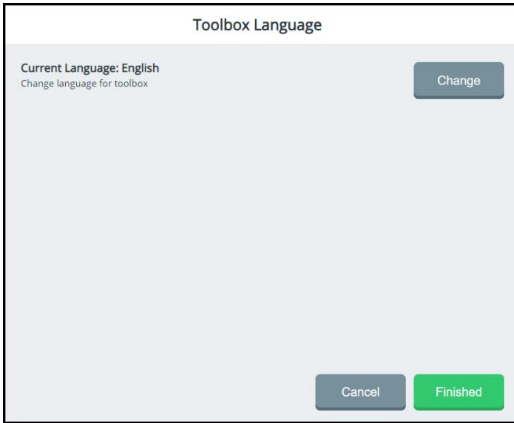 Toolbox Language
Current Language: English
Change language for toolbox
Change
Cancel
Finished